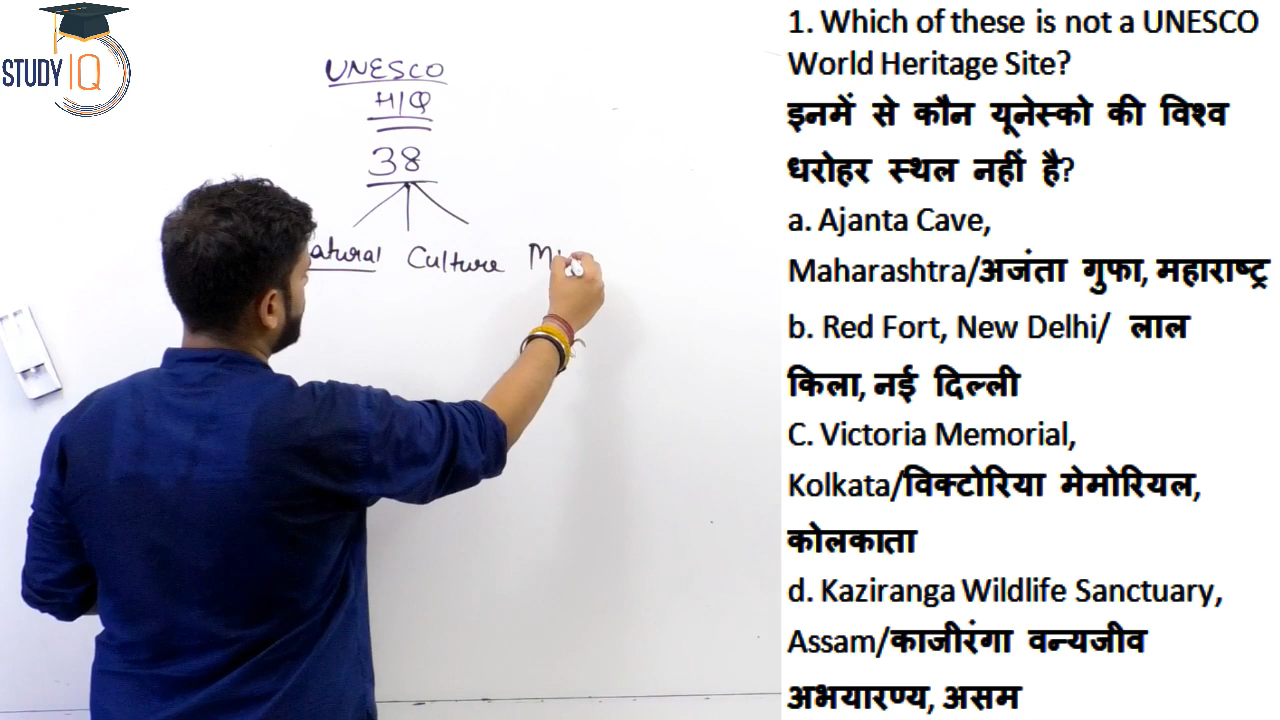 STUDY IQ
UNESCO
H/Q
38
atural Culture Mi
1. Which of these is not a UNESCO
World Heritage Site?
इनमें से कौन यूनेस्को की विश्व
धरोहर स्थल नहीं है?
a. Ajanta Cave,
Maharashtra/अजंता गुफा, महाराष्ट्र
b. Red Fort, New Delhi/ लाल
किला, नई दिल्ली
C. Victoria Memorial,
Kolkata/विक्टोरिया मेमोरियल,
कोलकाता
d. Kaziranga Wildlife Sanctuary,
Assam/काजीरंगा वन्यजीव
अभयारण्य, असम